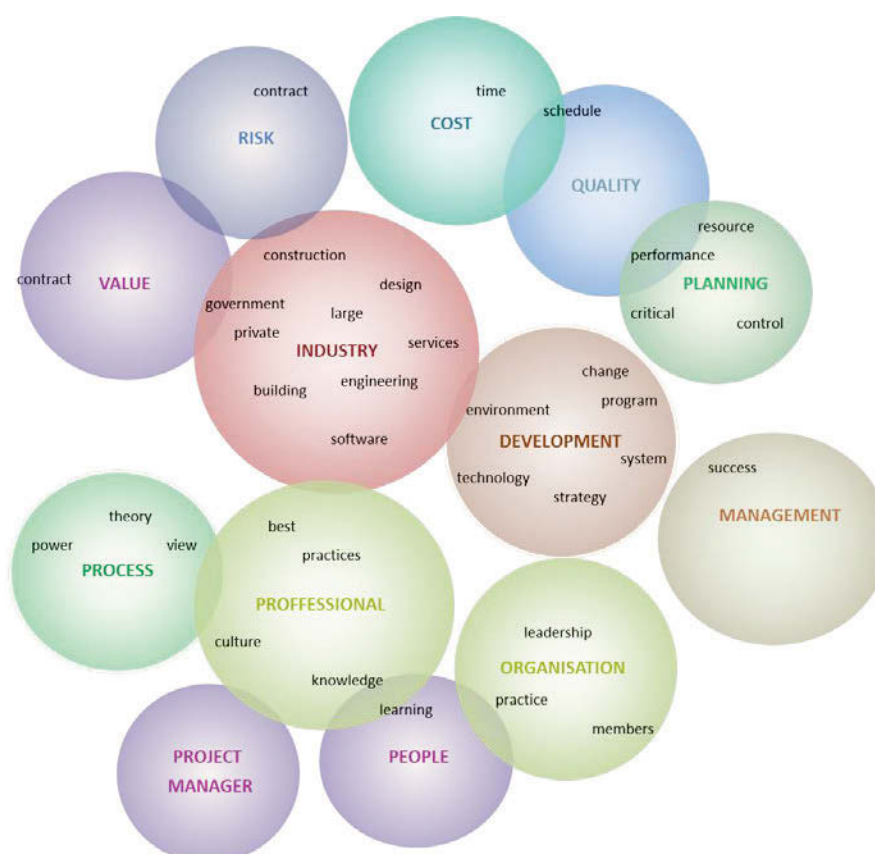 contract
RISK
time
COST
schedule
QUALITY
resource
performance
PLANNING
critical
control
contract
VALUE
construction
design
government
large
private
services
INDUSTRY
engineering
building
software
change
environment
program
DEVELOPMENT
system
technology
strategy
success
MANAGEMENT
theory
power
view
PROCESS
best
practices
PROFFESSIONAL
culture
knowledge
leadership
ORGANISATION
practice
members
learning
PEOPLE
PROJECT
MANAGER